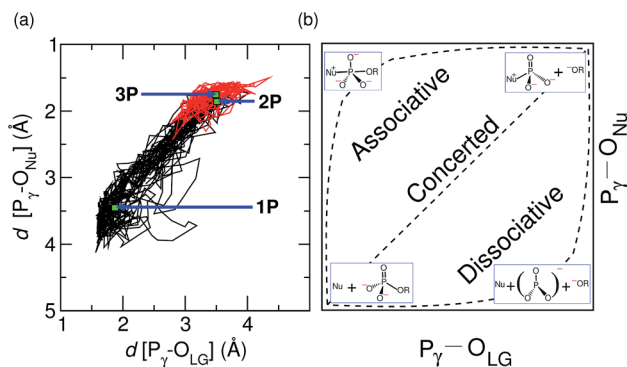 (a)
1
2
3
4
5
d [Pγ-ONu] (Å)
3P
2P
1P
1
2
3
4
d [Pγ-OLG] (Å)
(b)
Associative
Concerted
Dissociative
O−
Nu+
P
OR
O−
O−
O
Nu+
P
O−
O−
+ −OR
Nu +
O
−O
P
OR
O−
Nu + ( O P O O )− + −OR
Pγ — ONu
Pγ — OLG